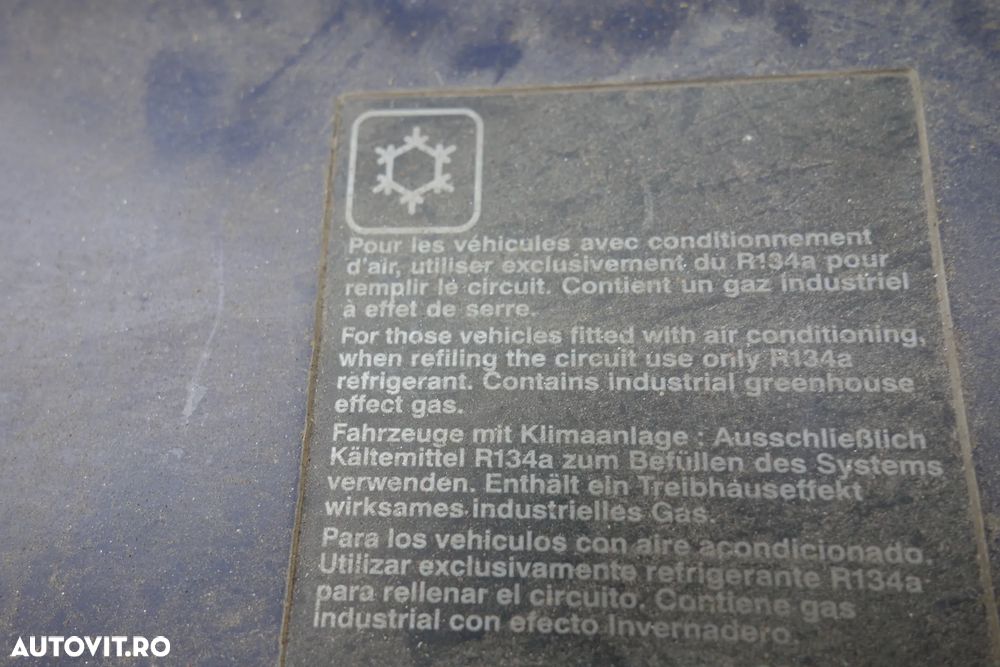 Pour les véhicules avec conditionnement
d'air, utiliser exclusivement du R134a pour
remplir le circuit. Contient un gaz industriel
à effet de serre.
For those vehicles fitted with air conditioning,
when refiling the circuit use only R134a
refrigerant. Contains industrial greenhouse
effect gas.
Fahrzeuge mit Klimaanlage : Ausschließlich
Kältemittel R134a zum Befüllen des Systems
verwenden. Enthält ein Treibhauseffekt
wirksames industrielles Gas.
Para los vehiculos con aire acondicionado.
Utilizar exclusivamente refrigerante R134a
para rellenar el circuito. Contiene gas
industrial con efecto invernadero.
AUTOVIT.RO